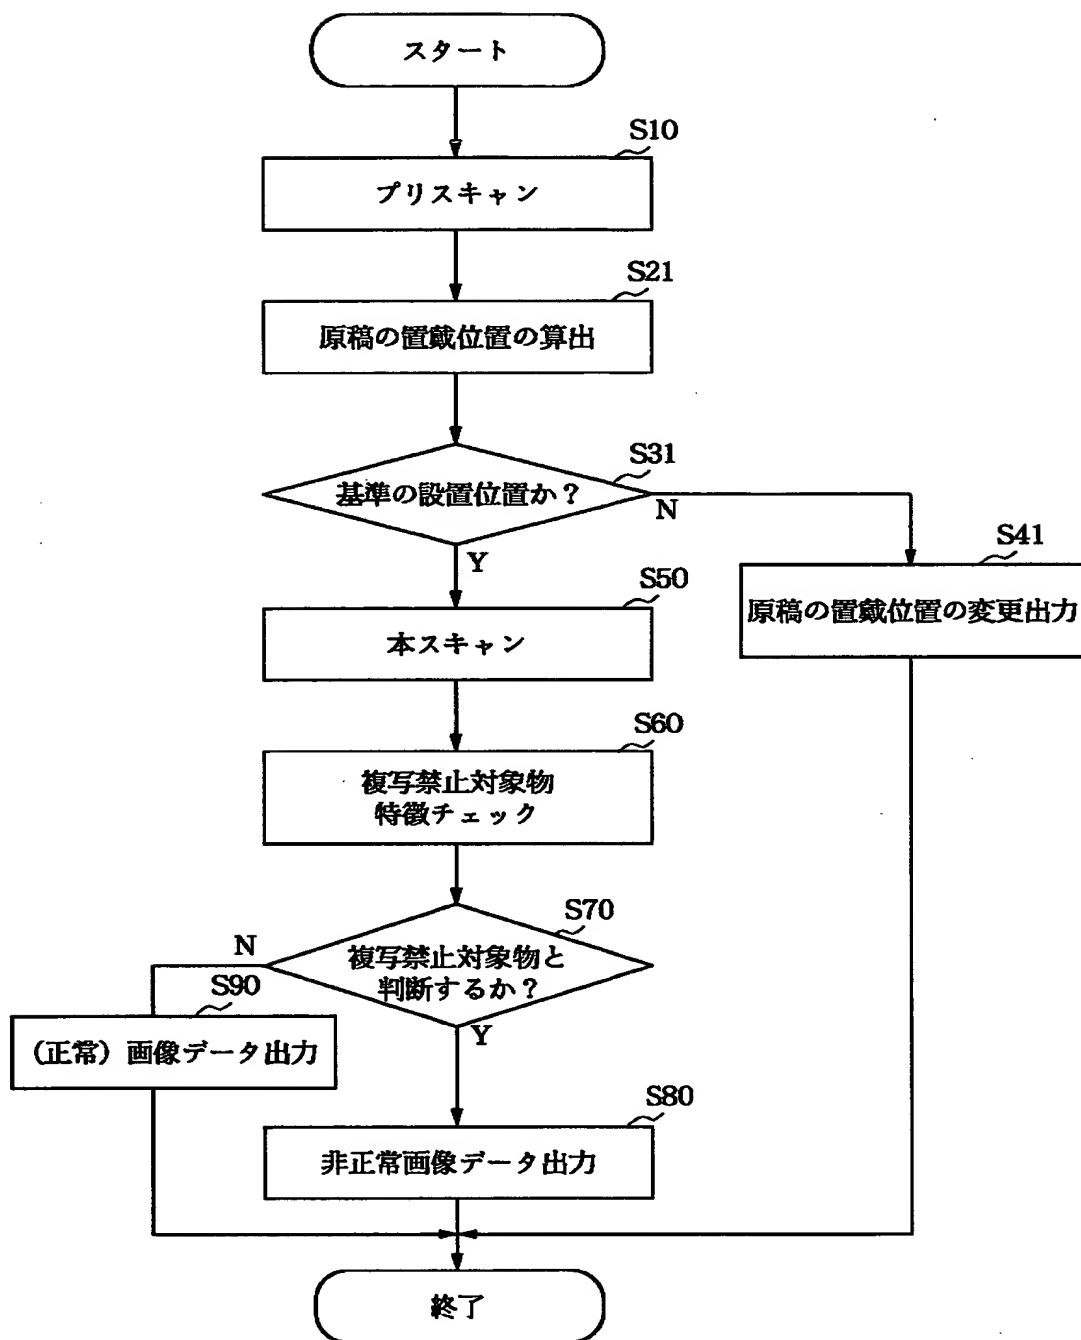 スタート
S10
プリスキャン
S21
原稿の置戴位置の算出
S31
基準の設置位置か？
N
Y
S41
原稿の置戴位置の変更出力
S50
本スキャン
S60
複写禁止対象物
特徴チェック
S70
複写禁止対象物と
判断するか？
N
Y
S90
（正常）画像データ出力
S80
非正常画像データ出力
終了